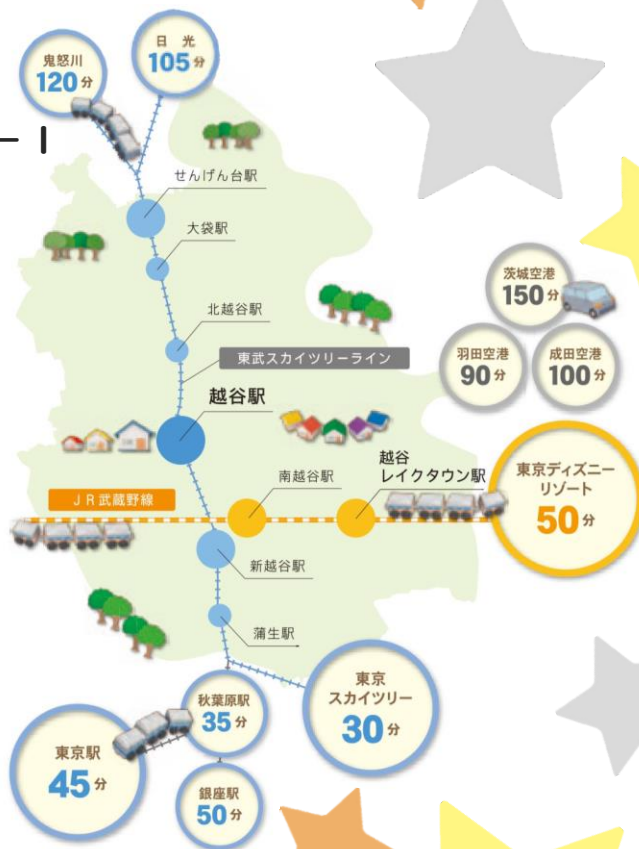 日 光
105分
鬼怒川
120分
せんげん台駅
大袋駅
北越谷駅
東武スカイツリーライン
越谷駅
茨城空港
150分
羽田空港
90分
成田空港
100分
越谷
レイクタウン駅
南越谷駅
JR武蔵野線
東京ディズニー
リゾート
50分
新越谷駅
蒲生駅
東京
スカイツリー
30分
秋葉原駅
35分
東京駅
45分
銀座駅
50分